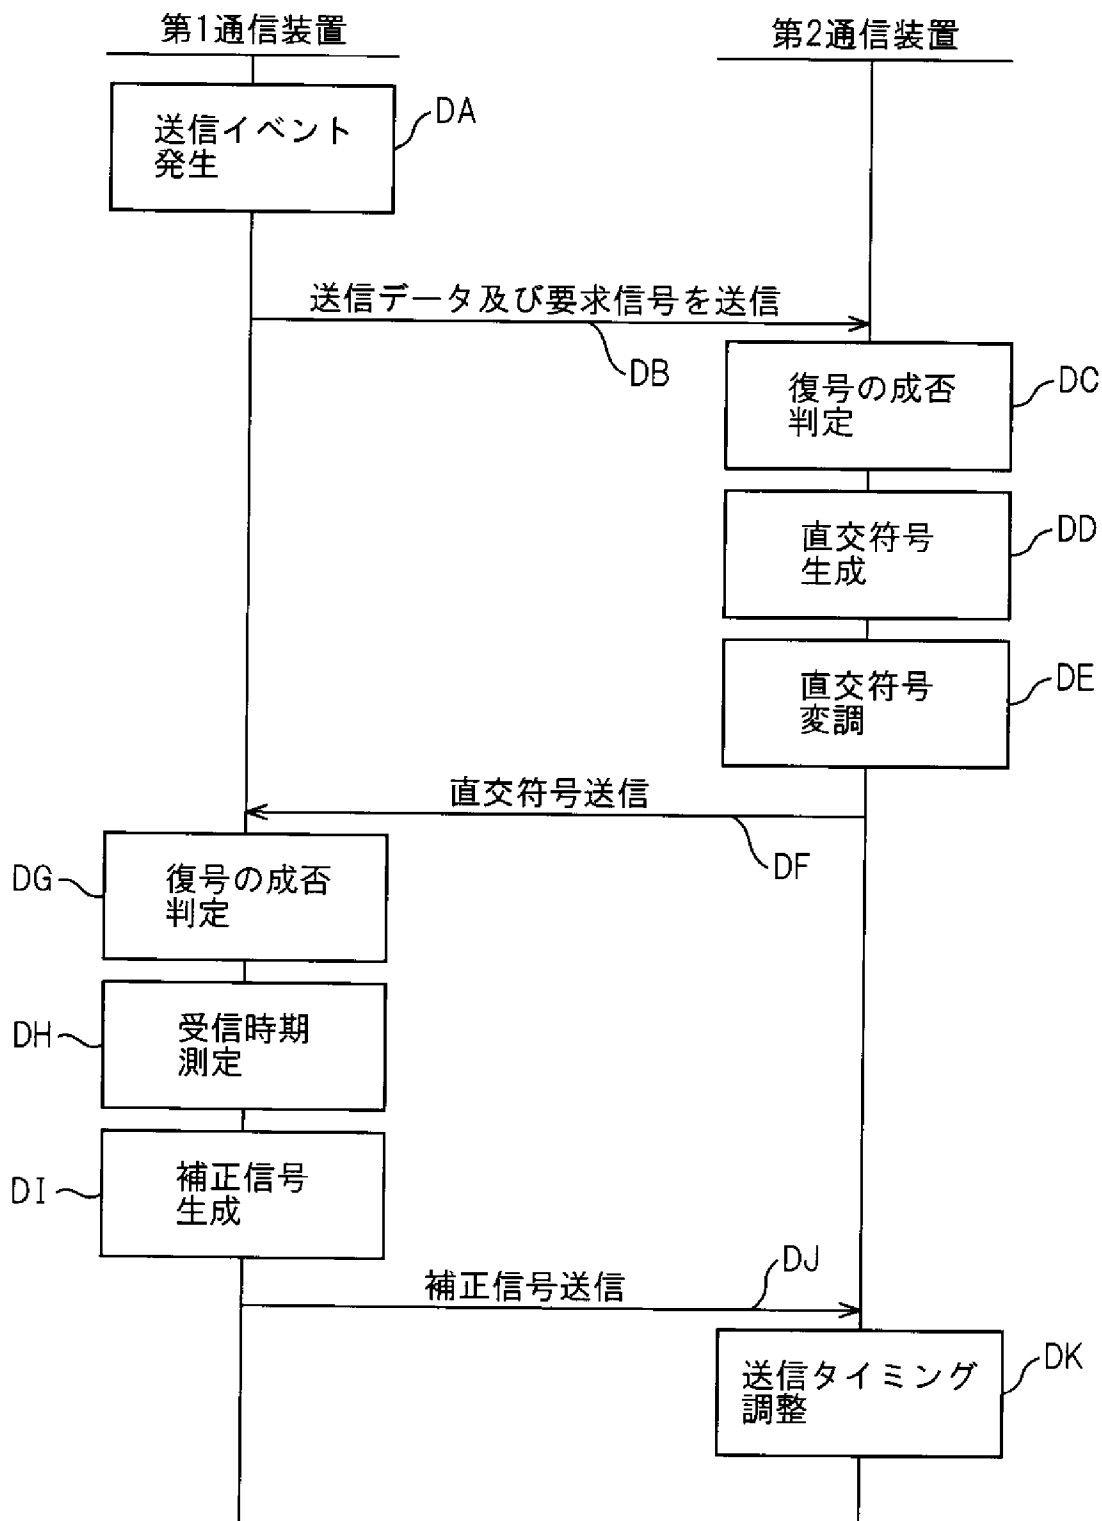 第1通信装置
第2通信装置
送信イベント
発生
DA
送信データ及び要求信号を送信
DB
復号の成否
判定
DC
直交符号
生成
DD
直交符号
変調
DE
直交符号送信
DF
DG
復号の成否
判定
DH
受信時期
測定
DI
補正信号
生成
補正信号送信
DJ
送信タイミング
調整
DK